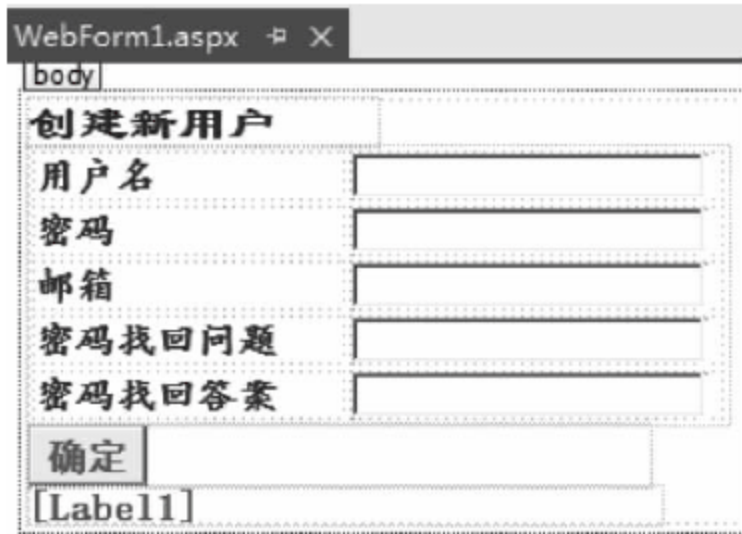 WebForm1.aspx
body
创建新用户
用户名
密码
邮箱
密码找回问题
密码找回答案
确定
[Label1]